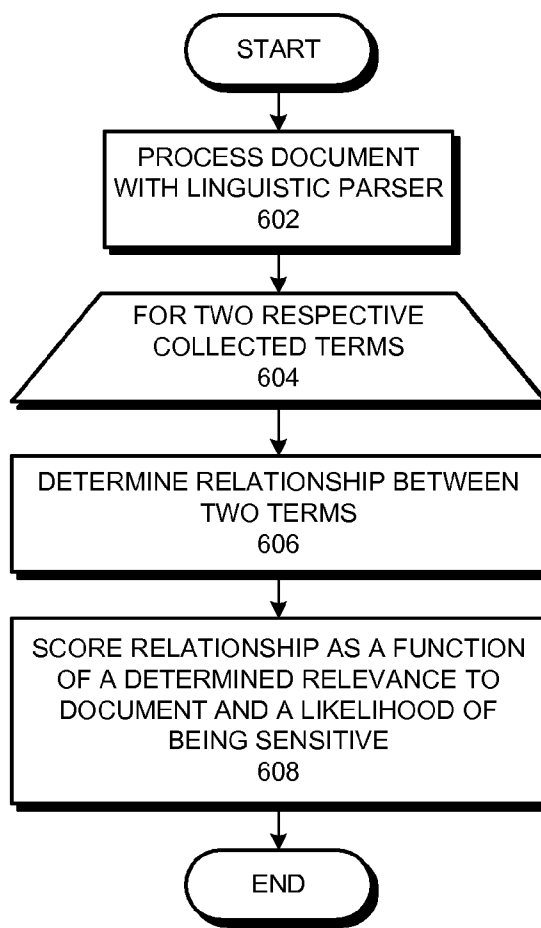 START
PROCESS DOCUMENT
WITH LINGUISTIC PARSER
602
FOR TWO RESPECTIVE
COLLECTED TERMS
604
DETERMINE RELATIONSHIP BETWEEN
TWO TERMS
606
SCORE RELATIONSHIP AS A FUNCTION
OF A DETERMINED RELEVANCE TO
DOCUMENT AND A LIKELIHOOD OF
BEING SENSITIVE
608
END